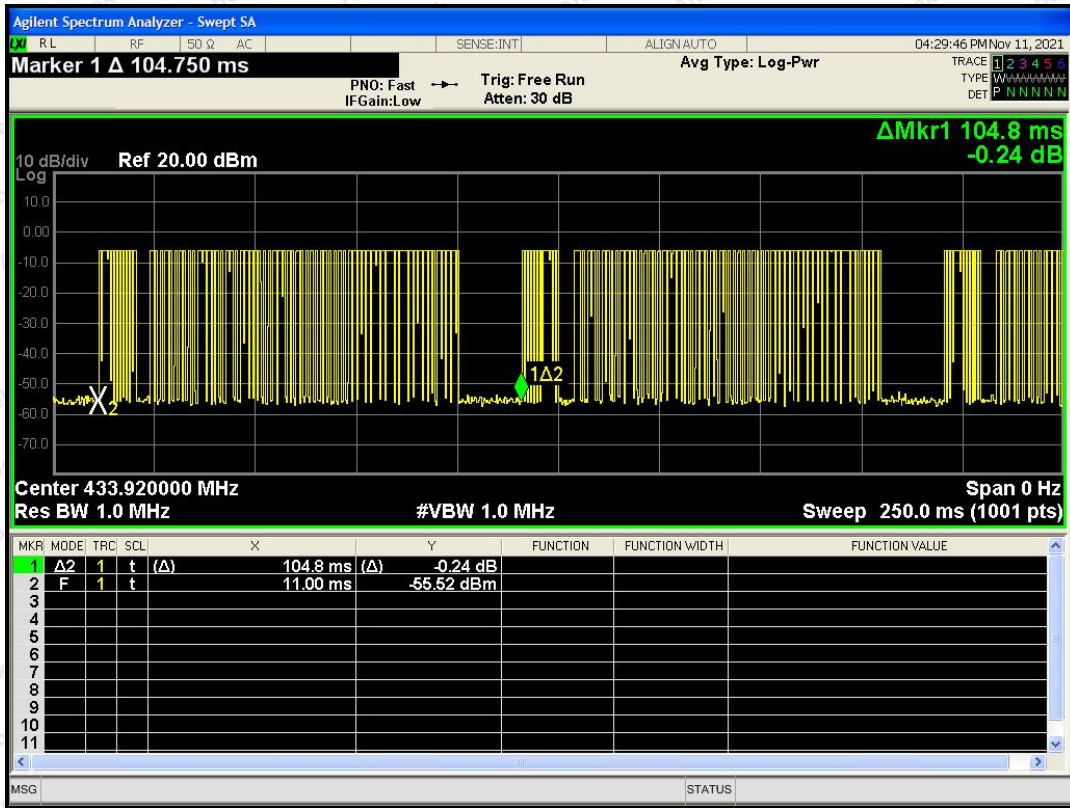 Agilent Spectrum Analyzer - Swept SA
LXI RL RF 50 Ω AC SENSE:INT ALIGN AUTO 04:29:46 PM Nov 11, 2021
Marker 1 Δ 104.750 ms Avg Type: Log-Pwr TRACE 1 2 3 4 5 6
PNO: Fast Trig: Free Run TYPE WWWWWW
IFGain:Low Atten: 30 dB DET P N N N N N
ΔMkr1 104.8 ms
10 dB/div Ref 20.00 dBm -0.24 dB
Log
10.0
0.00
-10.0
-20.0
-30.0
-40.0
1Δ2
-50.0
2
-60.0
-70.0
Center 433.920000 MHz Span 0 Hz
Res BW 1.0 MHz #VBW 1.0 MHz Sweep 250.0 ms (1001 pts)
MKR MODE TRC SCL X Y FUNCTION FUNCTION WIDTH FUNCTION VALUE
1 Δ2 1 t (Δ) 104.8 ms (Δ) -0.24 dB
2 F 1 t 11.00 ms -55.52 dBm
3
4
5
6
7
8
9
10
11
MSG STATUS